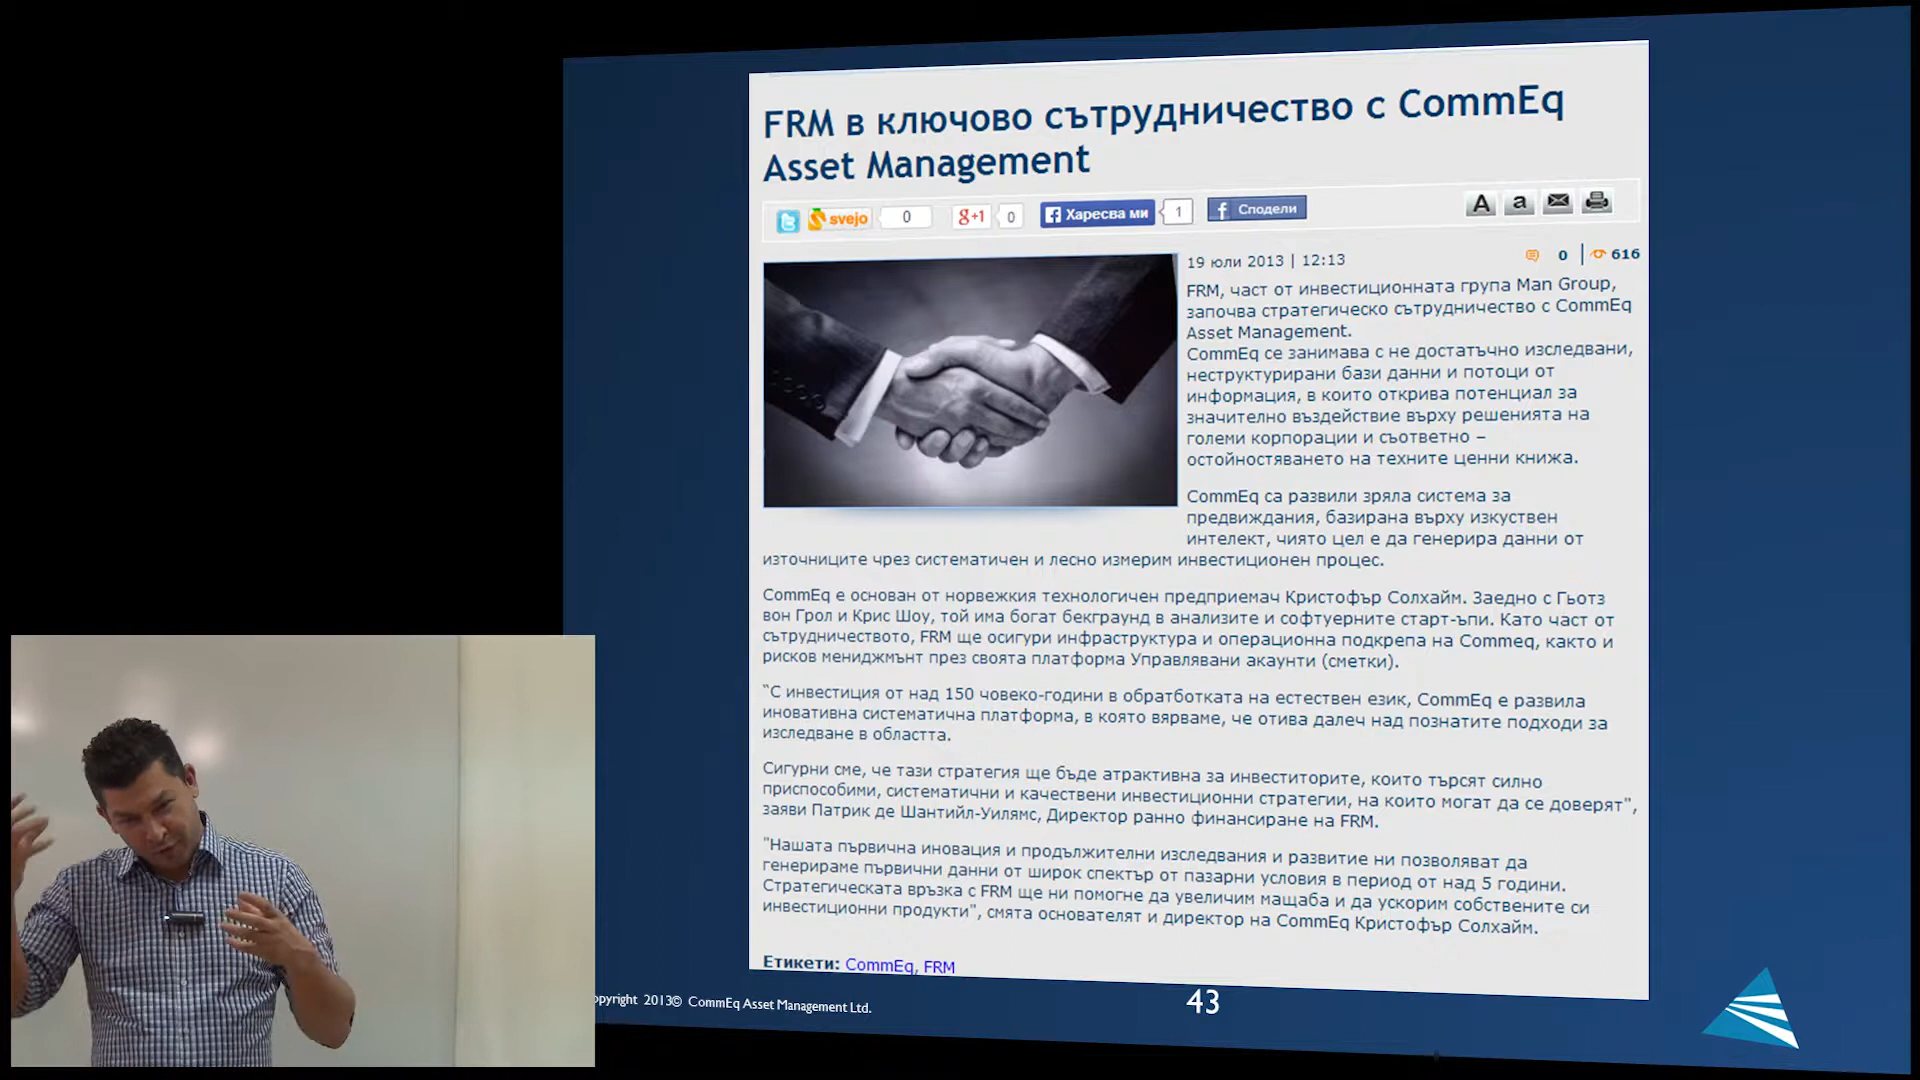 FRM в ключово сътрудничество с CommEq
Asset Management
svejo
0
g+1
0
Харесва ми
1
Сподели
A
a
19 юли 2013 | 12:13
0
616
FRM, част от инвестиционната група Man Group,
започва стратегическо сътрудничество с CommEq
Asset Management.
CommEq се занимава с не достатъчно изследвани,
неструктурирани бази данни и потоци от
информация, в които открива потенциал за
значително въздействие върху решенията на
големи корпорации и съответно –
остойностяването на техните ценни книжа.
CommEq са развили зряла система за
предвиждания, базирана върху изкуствен
интелект, чиято цел е да генерира данни от
източниците чрез систематичен и лесно измерим инвестиционен процес.
CommEq е основан от норвежкия технологичен предприемач Кристофър Солхайм. Заедно с Гьотз
вон Грол и Крис Шоу, той има богат бекграунд в анализите и софтуерните старт-ъпи. Като част от
сътрудничеството, FRM ще осигури инфраструктура и операционна подкрепа на Commeq, както и
рисков мениджмънт през своята платформа Управлявани акаунти (сметки).
"С инвестиция от над 150 човеко-години в обратботката на естествен език, CommEq е развила
иновативна систематична платформа, в която вярваме, че отива далеч над познатите подходи за
изследване в областта.
Сигурни сме, че тази стратегия ще бъде атрактивна за инвеститорите, които търсят силно
приспособими, систематични и качествени инвестиционни стратегии, на които могат да се доверят",
заяви Патрик де Шантийл-Уилямс, Директор ранно финансиране на FRM.
"Нашата първична иновация и продължителни изследвания и развитие ни позволяват да
генерираме първични данни от широк спектър от пазарни условия в период от над 5 години.
Стратегическата връзка с FRM ще ни помогне да увеличим мащаба и да ускорим собствените си
инвестиционни продукти", смята основателят и директор на CommEq Кристофър Солхайм.
Етикети: CommEq, FRM
opyright 2013© CommEq Asset Management Ltd.
43